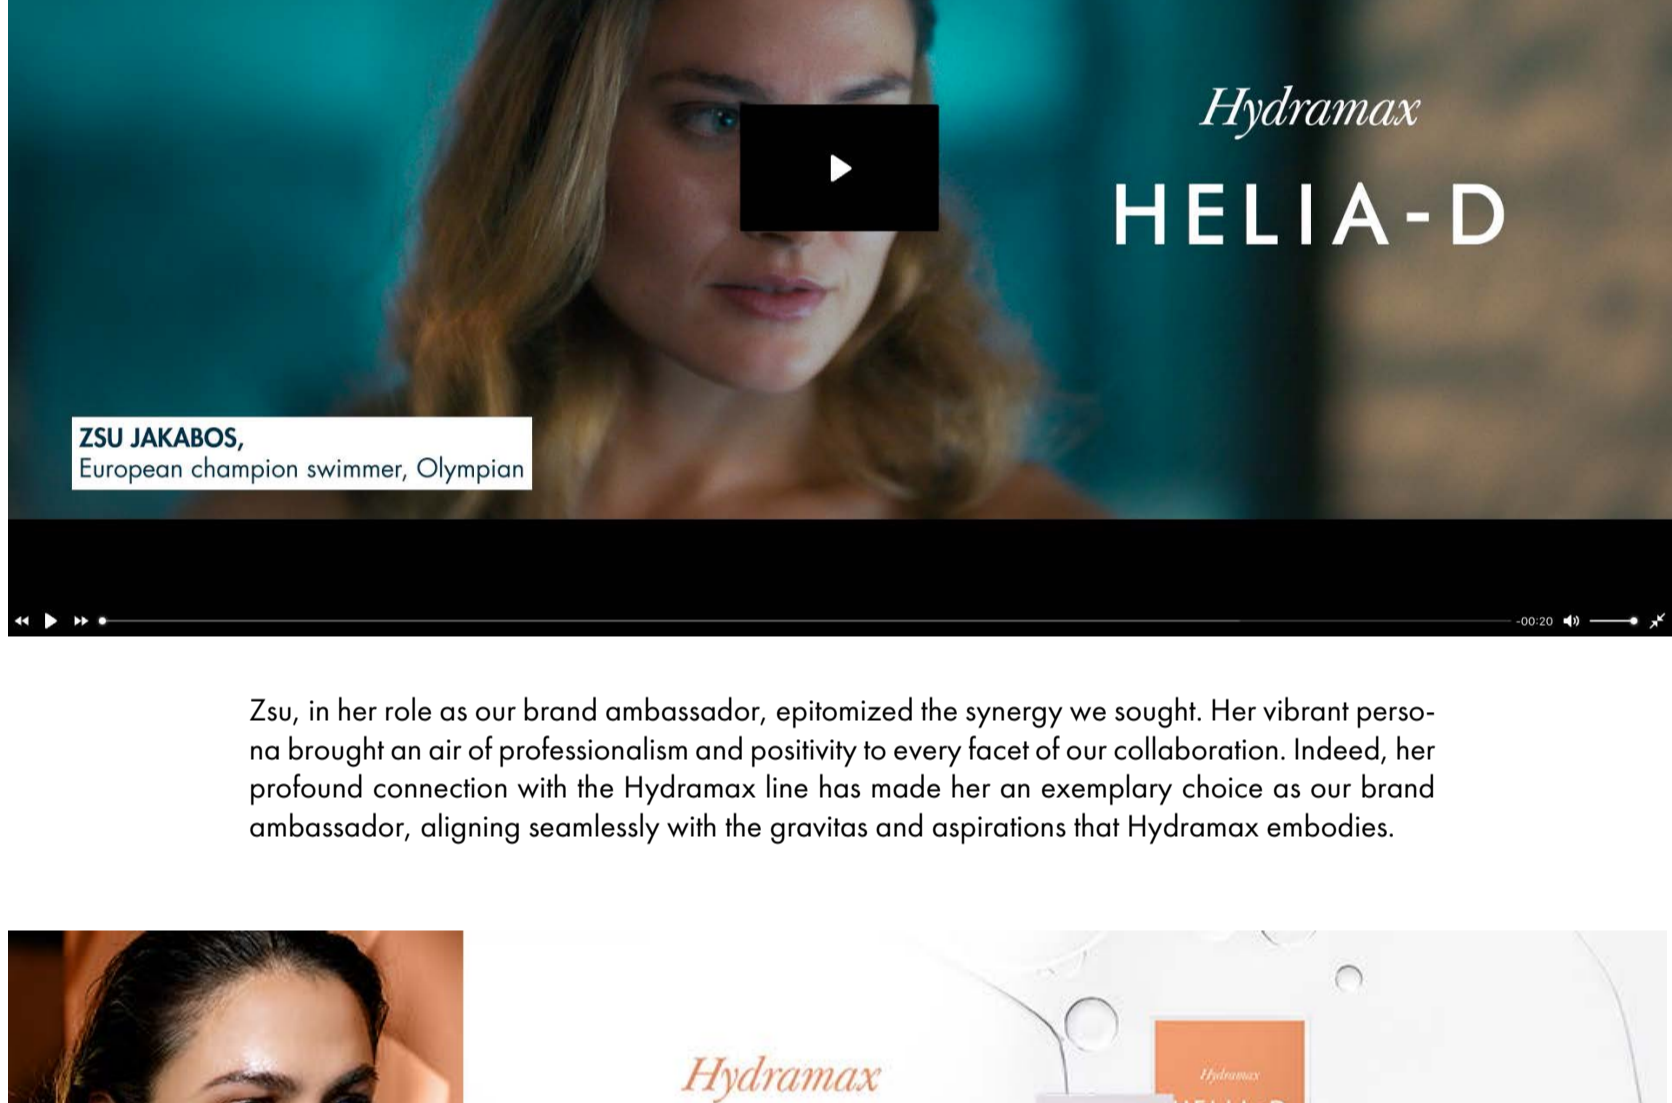 Hydramax
HELIA-D
ZSU JAKABOS,
European champion swimmer, Olympian
-00:20
Zsu, in her role as our brand ambassador, epitomized the synergy we sought. Her vibrant perso-
na brought an air of professionalism and positivity to every facet of our collaboration. Indeed, her
profound connection with the Hydramax line has made her an exemplary choice as our brand
ambassador, aligning seamlessly with the gravitas and aspirations that Hydramax embodies.
Hydramax
Hydramax